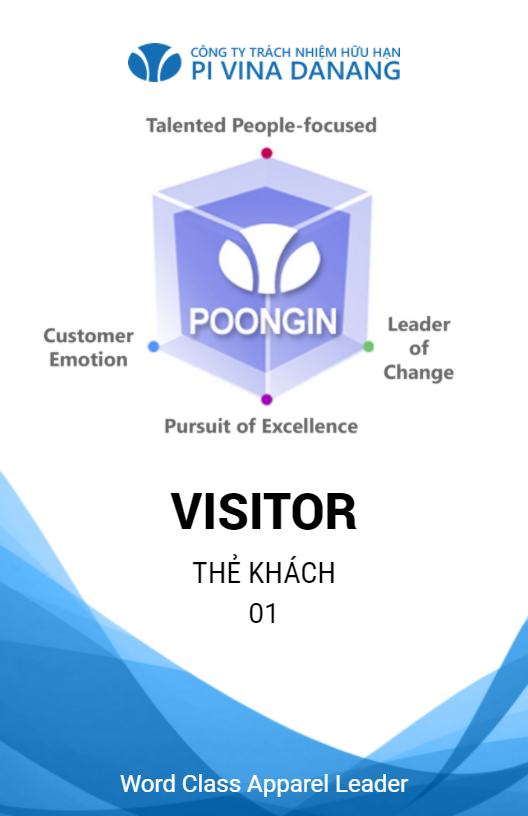 CÔNG TY TRÁCH NHIỆM HỮU HẠN
PI VINA DANANG
Talented People-focused
POONGIN
Customer
Emotion
Leader
of
Change
Pursuit of Excellence
VISITOR
THẺ KHÁCH
01
Word Class Apparel Leader